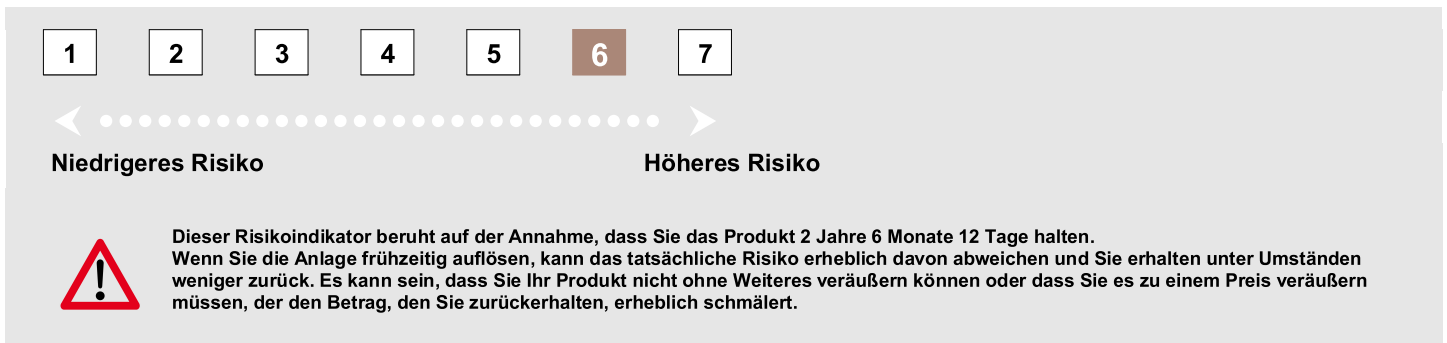 1 2 3 4 5 6 7
Niedrigeres Risiko Höheres Risiko
Dieser Risikoindikator beruht auf der Annahme, dass Sie das Produkt 2 Jahre 6 Monate 12 Tage halten.
Wenn Sie die Anlage frühzeitig auflösen, kann das tatsächliche Risiko erheblich davon abweichen und Sie erhalten unter Umständen
weniger zurück. Es kann sein, dass Sie Ihr Produkt nicht ohne Weiteres veräußern können oder dass Sie es zu einem Preis veräußern
müssen, der den Betrag, den Sie zurückerhalten, erheblich schmälert.